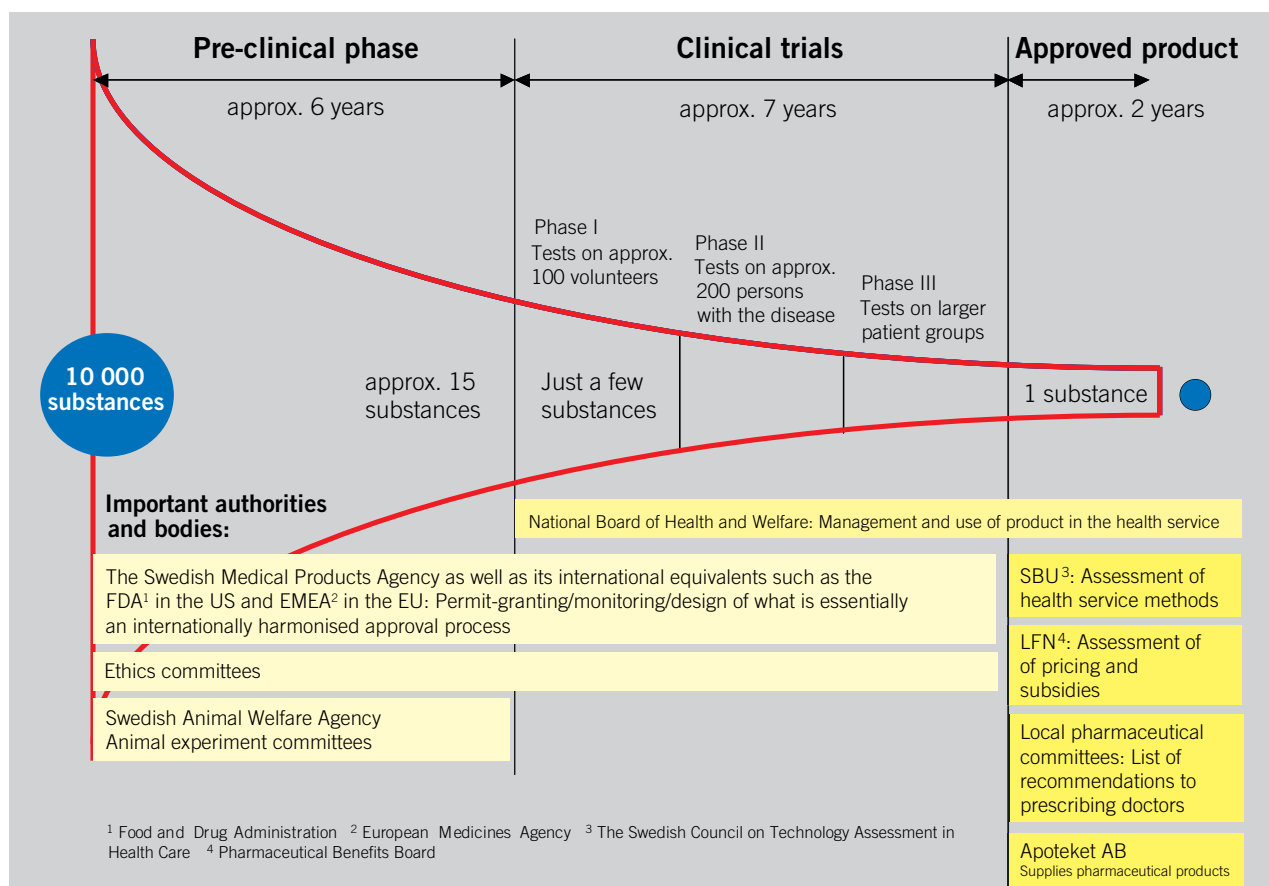 Pre-clinical phase
Clinical trials
Approved product
approx. 6 years
approx. 7 years
approx. 2 years
Phase I
Tests on approx.
100 volunteers
Phase II
Tests on approx.
200 persons
with the disease
Phase III
Tests on larger
patient groups
10 000
substances
approx. 15
substances
Just a few
substances
1 substance
Important authorities
and bodies:
National Board of Health and Welfare: Management and use of product in the health service
The Swedish Medical Products Agency as well as its international equivalents such as the
FDA¹ in the US and EMEA² in the EU: Permit-granting/monitoring/design of what is essentially
an internationally harmonised approval process
Ethics committees
Swedish Animal Welfare Agency
Animal experiment committees
SBU³: Assessment of
health service methods
LFN⁴: Assessment of
of pricing and
subsidies
Local pharmaceutical
committees: List of
recommendations to
prescribing doctors
Apoteket AB
Supplies pharmaceutical products
¹ Food and Drug Administration ² European Medicines Agency ³ The Swedish Council on Technology Assessment in
Health Care ⁴ Pharmaceutical Benefits Board